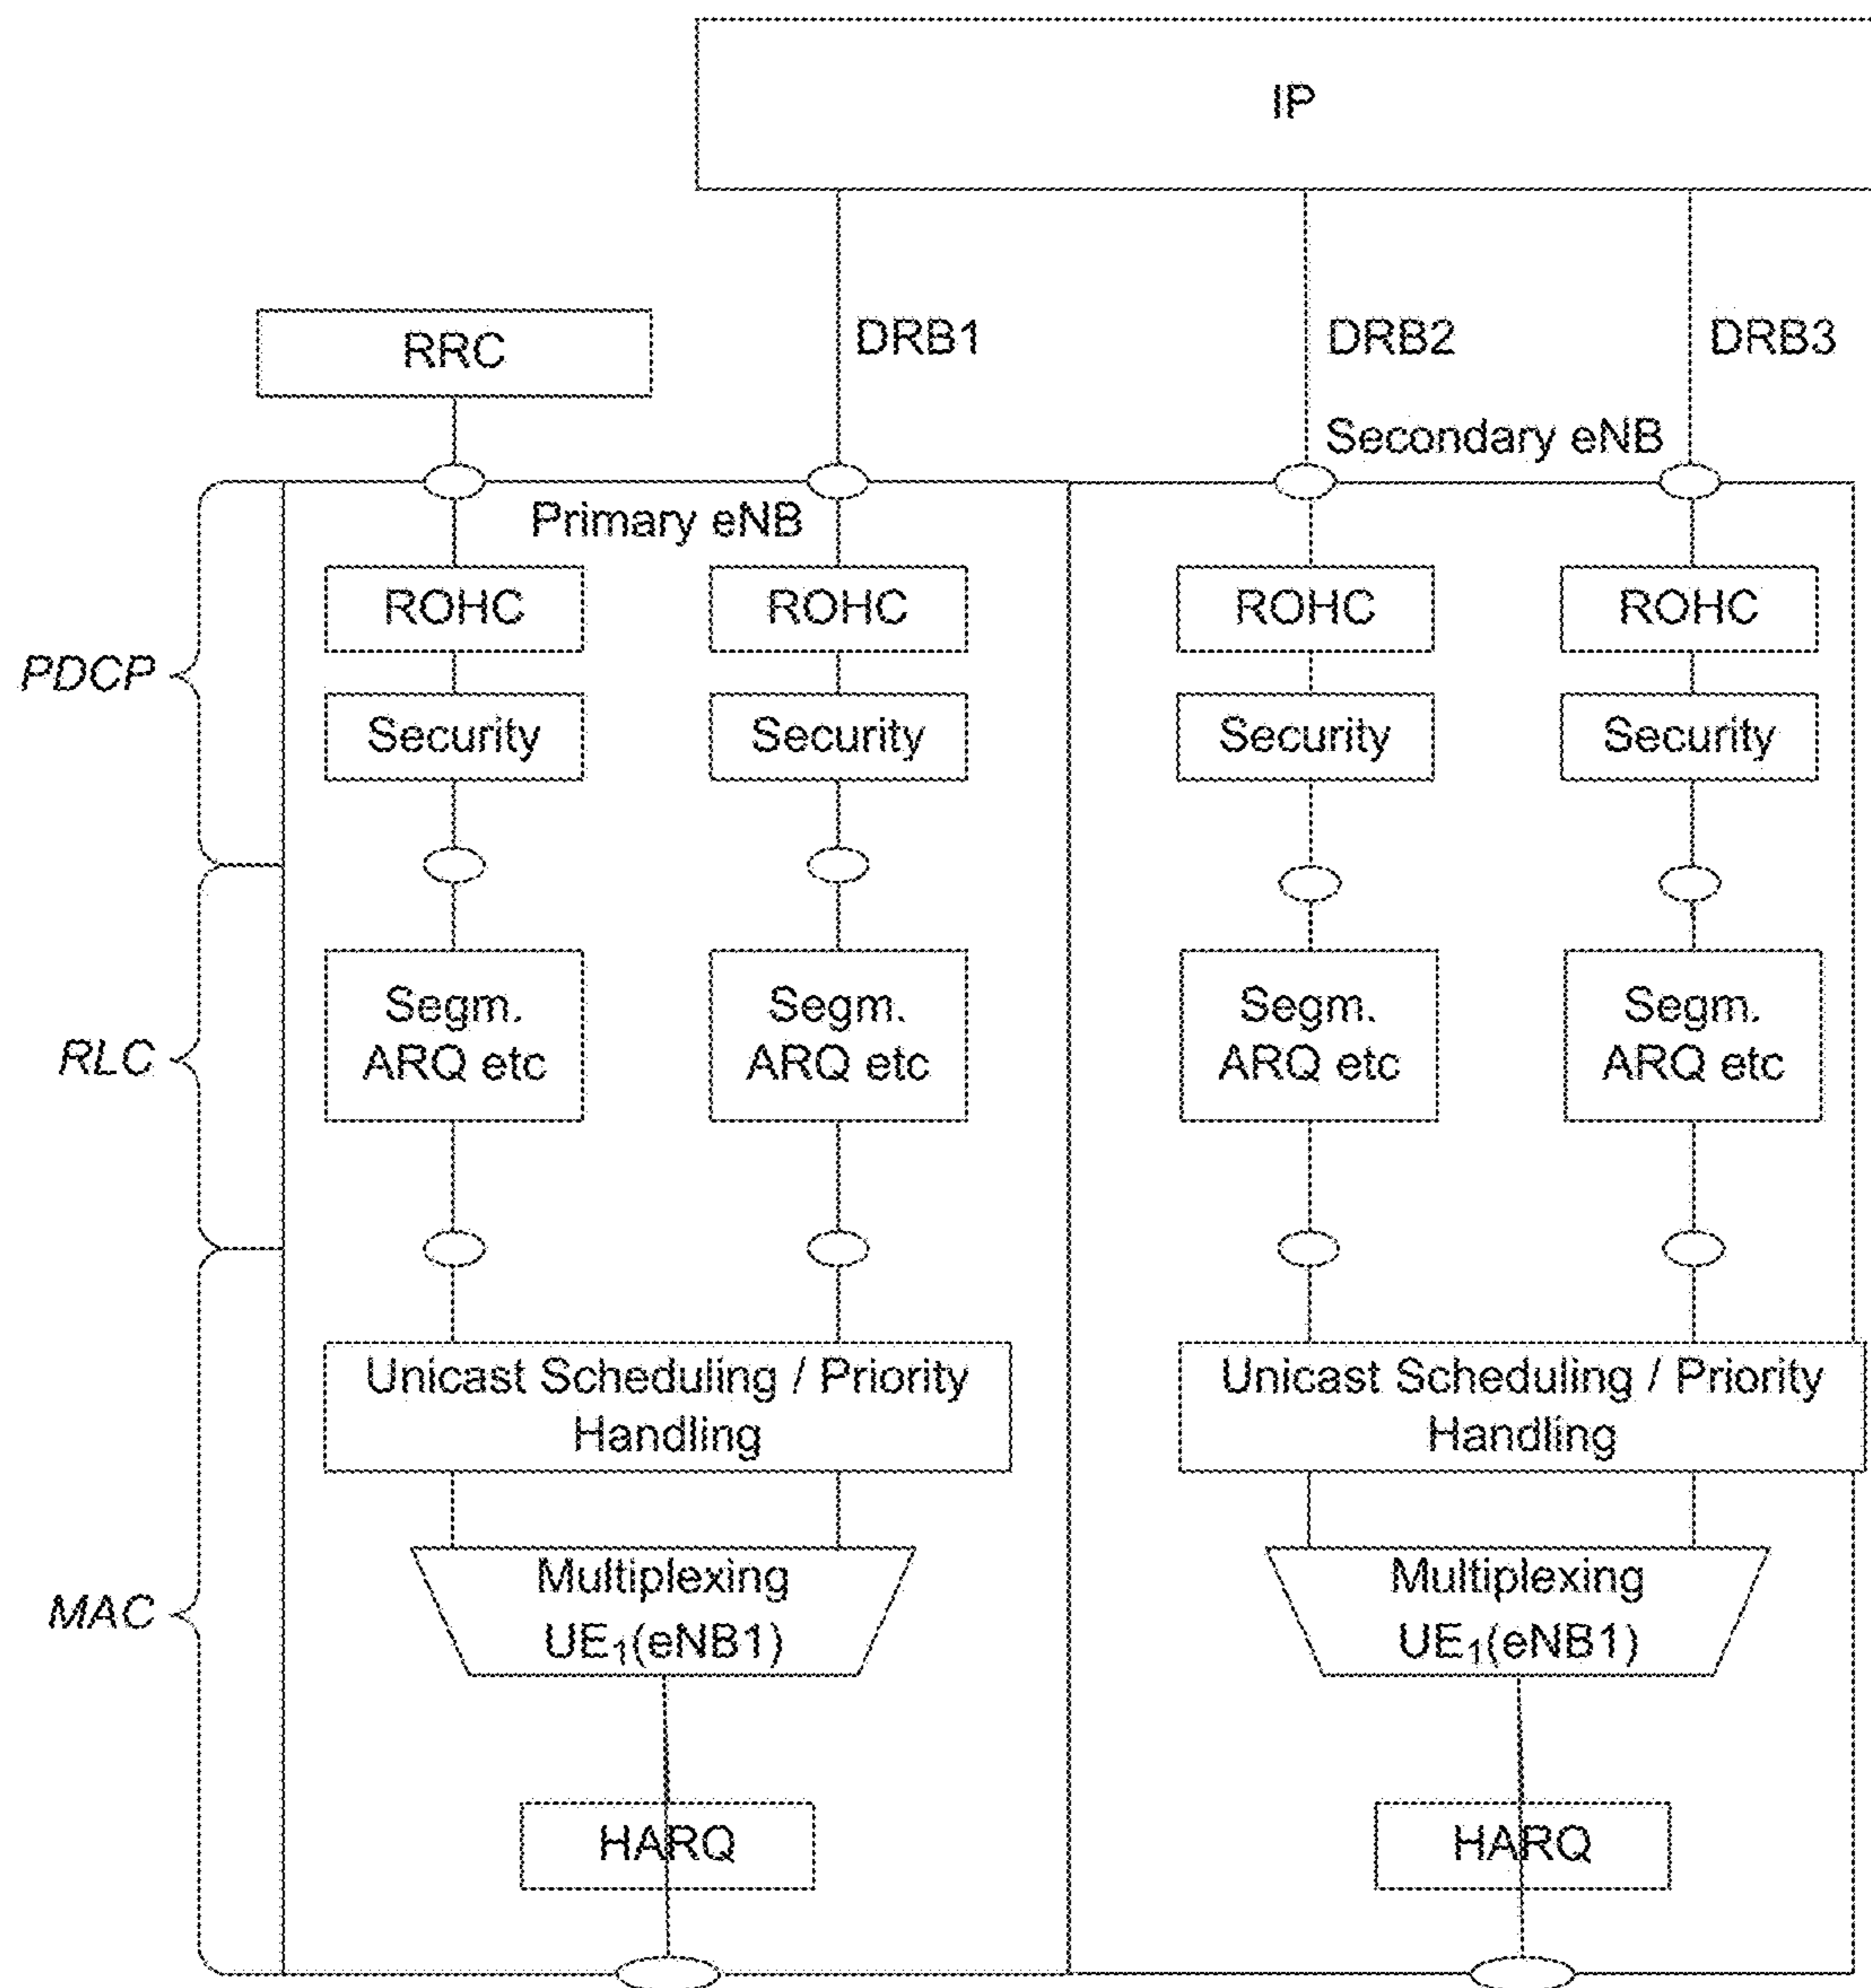 IP
RRC
DRB1
DRB2
DRB3
Secondary eNB
Primary eNB
PDCP
ROHC
ROHC
ROHC
ROHC
Security
Security
Security
Security
RLC
Segm.
ARQ etc
Segm.
ARQ etc
Segm.
ARQ etc
Segm.
ARQ etc
MAC
Unicast Scheduling / Priority
Handling
Unicast Scheduling / Priority
Handling
Multiplexing
UE₁(eNB1)
Multiplexing
UE₁(eNB1)
HARQ
HARQ